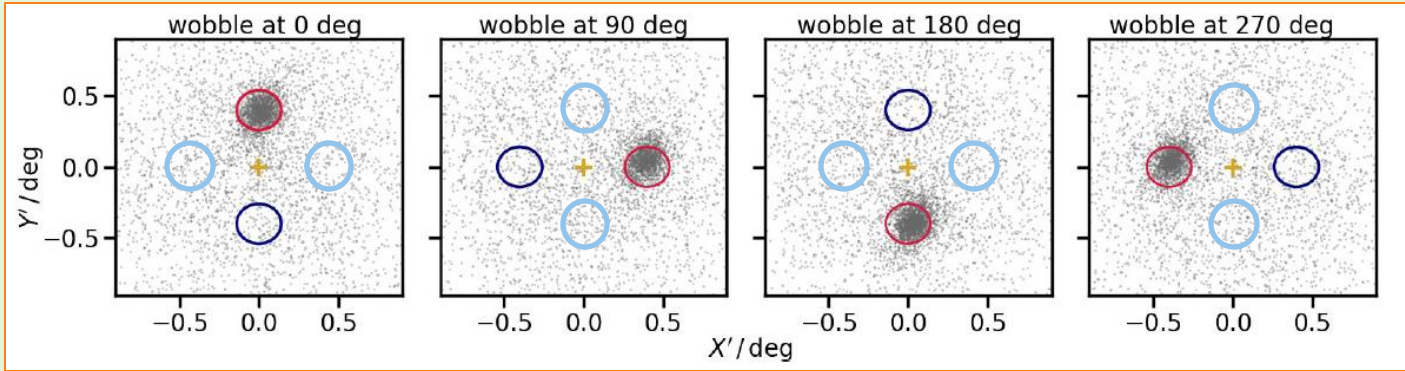 wobble at 0 deg
wobble at 90 deg
wobble at 180 deg
wobble at 270 deg
0.5
0.0
−0.5
Y′ / deg
−0.5 0.0 0.5
−0.5 0.0 0.5
−0.5 0.0 0.5
−0.5 0.0 0.5
X′ / deg